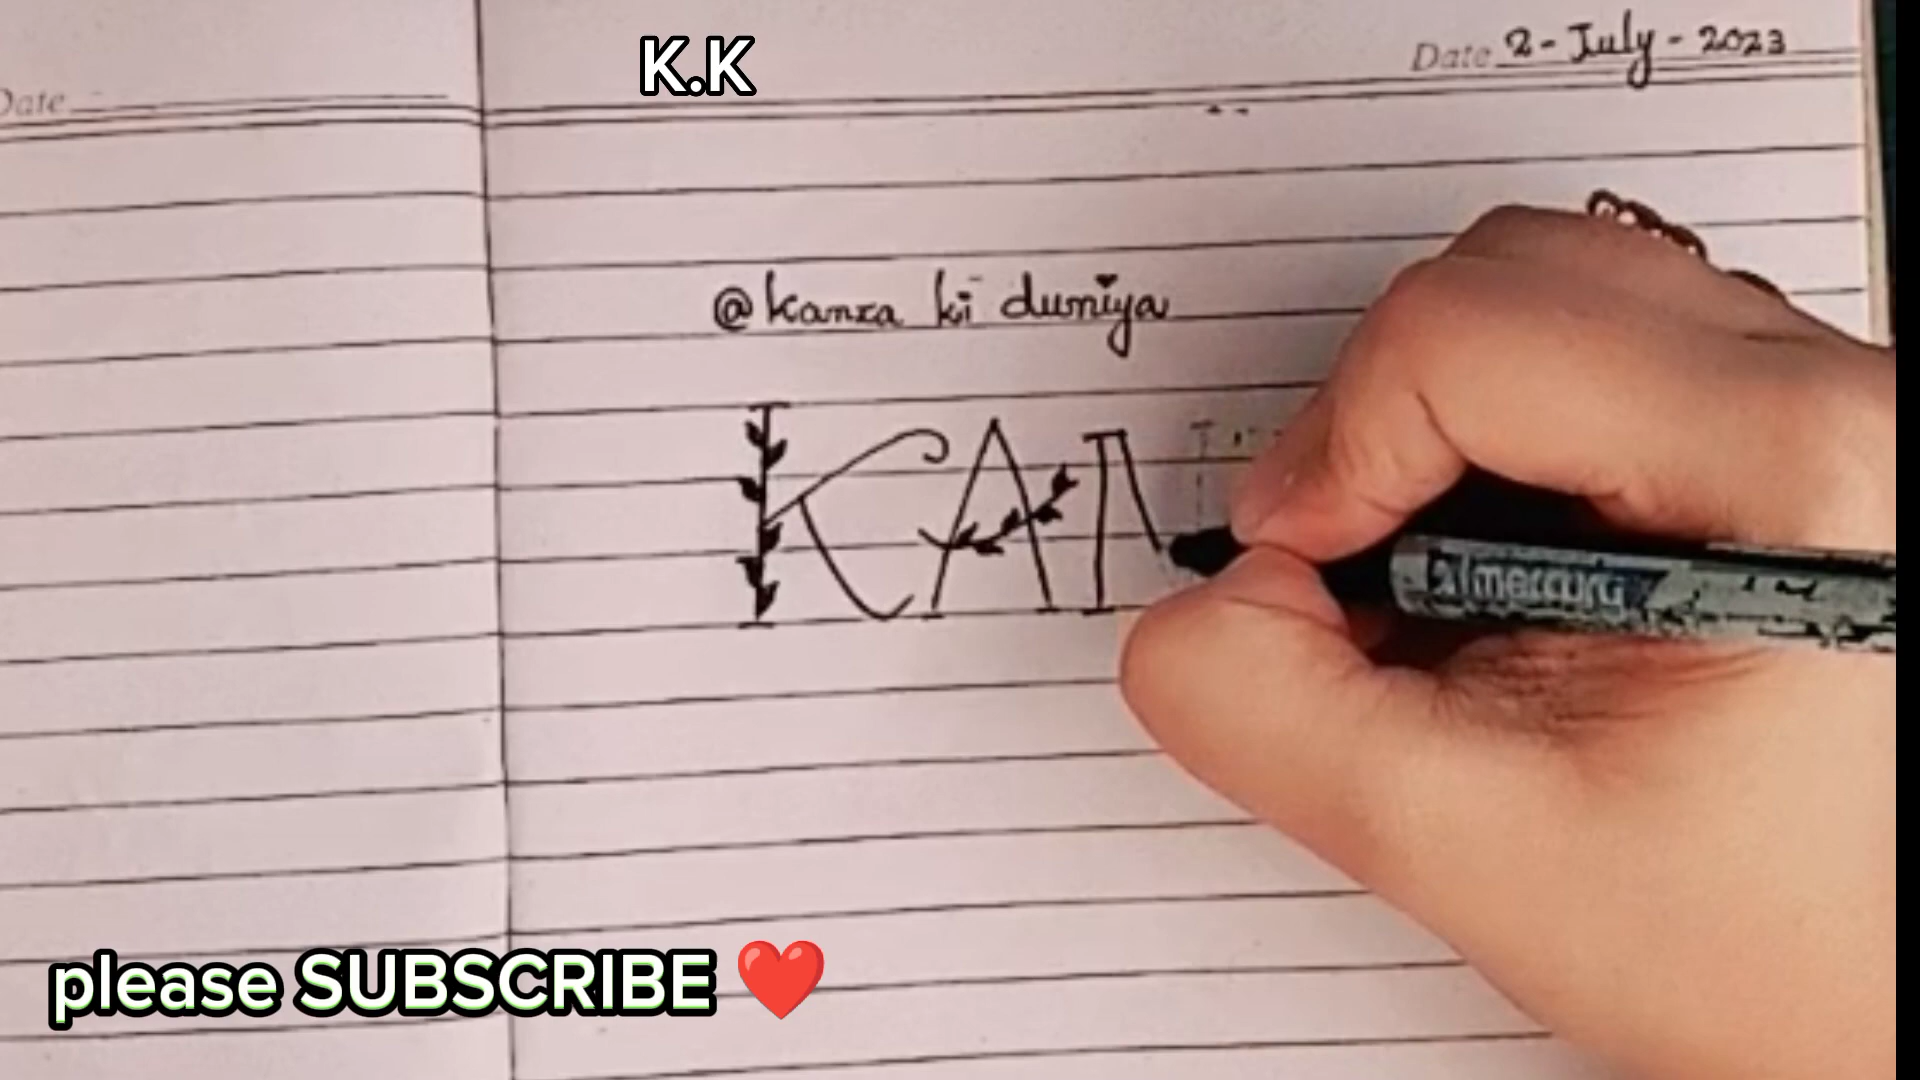 K.K
Date 2-July-2023
Date
@kanza ki duniya
KAN
mercury
please SUBSCRIBE ❤️